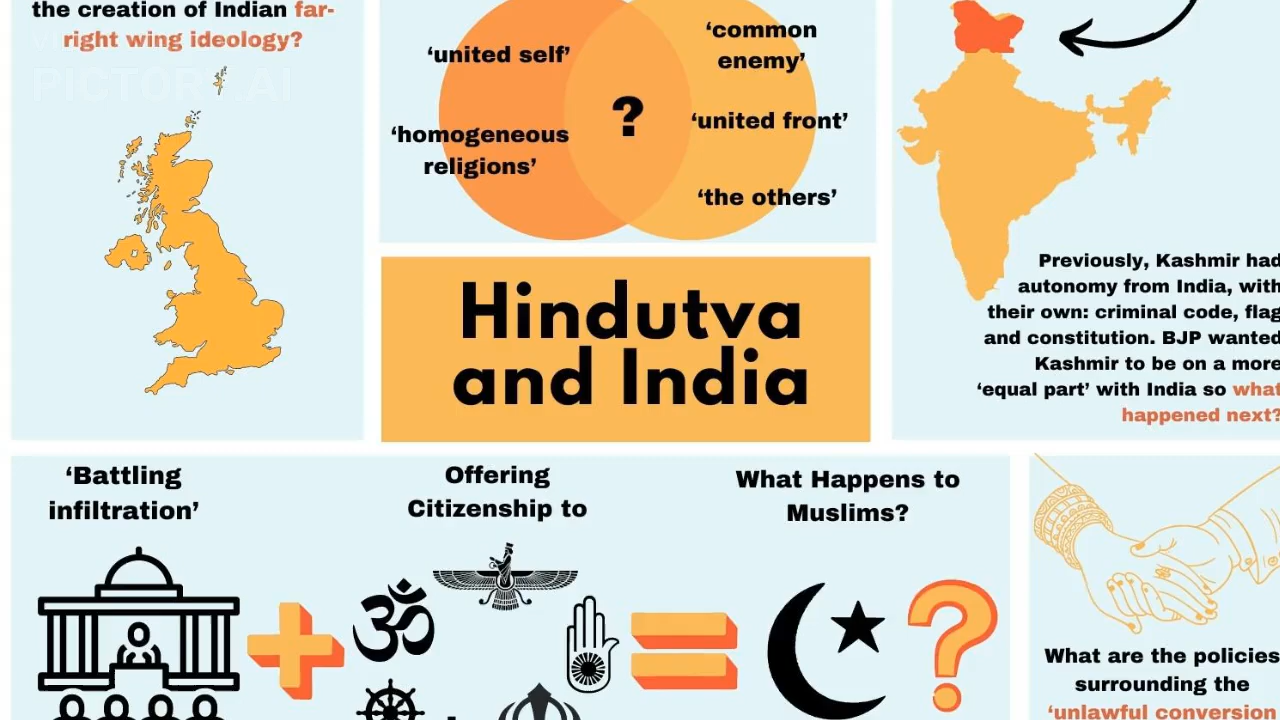 the creation of Indian far-
right wing ideology?
PICTORY.AI
‘united self’
‘homogeneous
religions’
?
‘common
enemy’
‘united front’
‘the others’
Previously, Kashmir had
autonomy from India, with
their own: criminal code, flag
and constitution. BJP wanted
Kashmir to be on a more
‘equal part’ with India so what
happened next?
Hindutva
and India
‘Battling
infiltration’
Offering
Citizenship to
What Happens to
Muslims?
ॐ
?
What are the policies
surrounding the
‘unlawful conversion